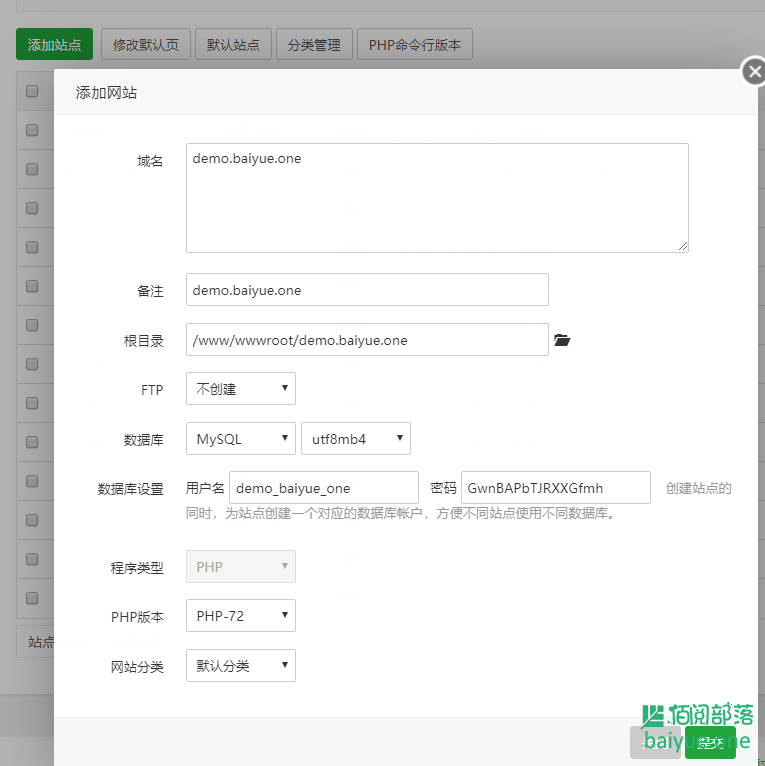 添加站点 修改默认页 默认站点 分类管理 PHP命令行版本
添加网站
域名 demo.baiyue.one
备注 demo.baiyue.one
根目录 /www/wwwroot/demo.baiyue.one
FTP 不创建
数据库 MySQL utf8mb4
数据库设置 用户名 demo_baiyue_one 密码 GwnBAPbTJRXXGfmh 创建站点的
同时，为站点创建一个对应的数据库帐户，方便不同站点使用不同数据库。
程序类型 PHP
PHP版本 PHP-72
网站分类 默认分类
站点
佰阅部落
baiyue.one
提交